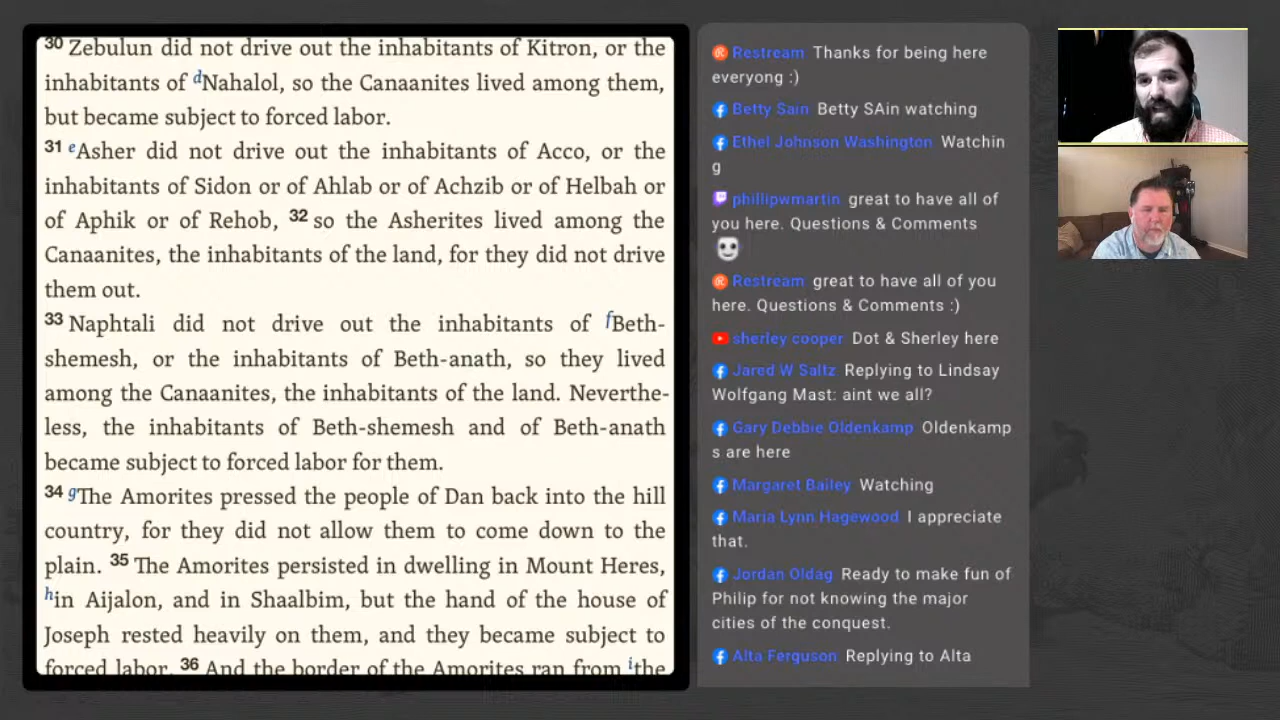 30 Zebulun did not drive out the inhabitants of Kitron, or the
inhabitants of dNahalol, so the Canaanites lived among them,
but became subject to forced labor.
31 eAsher did not drive out the inhabitants of Acco, or the
inhabitants of Sidon or of Ahlab or of Achzib or of Helbah or
of Aphik or of Rehob, 32 so the Asherites lived among the
Canaanites, the inhabitants of the land, for they did not drive
them out.
33 Naphtali did not drive out the inhabitants of fBeth-
shemesh, or the inhabitants of Beth-anath, so they lived
among the Canaanites, the inhabitants of the land. Neverthe-
less, the inhabitants of Beth-shemesh and of Beth-anath
became subject to forced labor for them.
34 gThe Amorites pressed the people of Dan back into the hill
country, for they did not allow them to come down to the
plain. 35 The Amorites persisted in dwelling in Mount Heres,
hin Aijalon, and in Shaalbim, but the hand of the house of
Joseph rested heavily on them, and they became subject to
forced labor. 36 And the border of the Amorites ran from ithe
Restream Thanks for being here
everyong :)
Betty Sain Betty SAin watching
Ethel Johnson Washington Watchin
g
phillipwmartin great to have all of
you here. Questions & Comments
Restream great to have all of you
here. Questions & Comments :)
sherley cooper Dot & Sherley here
Jared W Saltz Replying to Lindsay
Wolfgang Mast: aint we all?
Gary Debbie Oldenkamp Oldenkamp
s are here
Margaret Bailey Watching
Maria Lynn Hagewood I appreciate
that.
Jordan Oldag Ready to make fun of
Philip for not knowing the major
cities of the conquest.
Alta Ferguson Replying to Alta